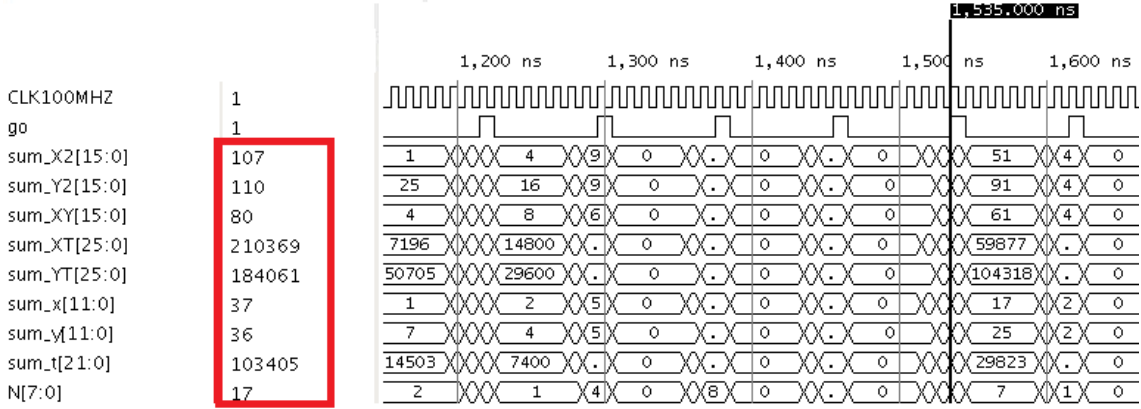 1,535.000 ns
1,200 ns 1,300 ns 1,400 ns 1,500 ns 1,600 ns
CLK100MHZ 1
go 1
sum_X2[15:0] 107 1 4 9 0 . 0 . 0 51 4 0
sum_Y2[15:0] 110 25 16 9 0 . 0 . 0 91 4 0
sum_XY[15:0] 80 4 8 6 0 . 0 . 0 61 4 0
sum_XT[25:0] 210369 7196 14800 . 0 . 0 . 0 59877 . 0
sum_YT[25:0] 184061 50705 29600 . 0 . 0 . 0 104318 . 0
sum_x[11:0] 37 1 2 5 0 . 0 . 0 17 2 0
sum_y[11:0] 36 7 4 5 0 . 0 . 0 25 2 0
sum_t[21:0] 103405 14503 7400 . 0 . 0 . 0 29823 . 0
N[7:0] 17 2 1 4 0 8 0 . 0 7 1 0